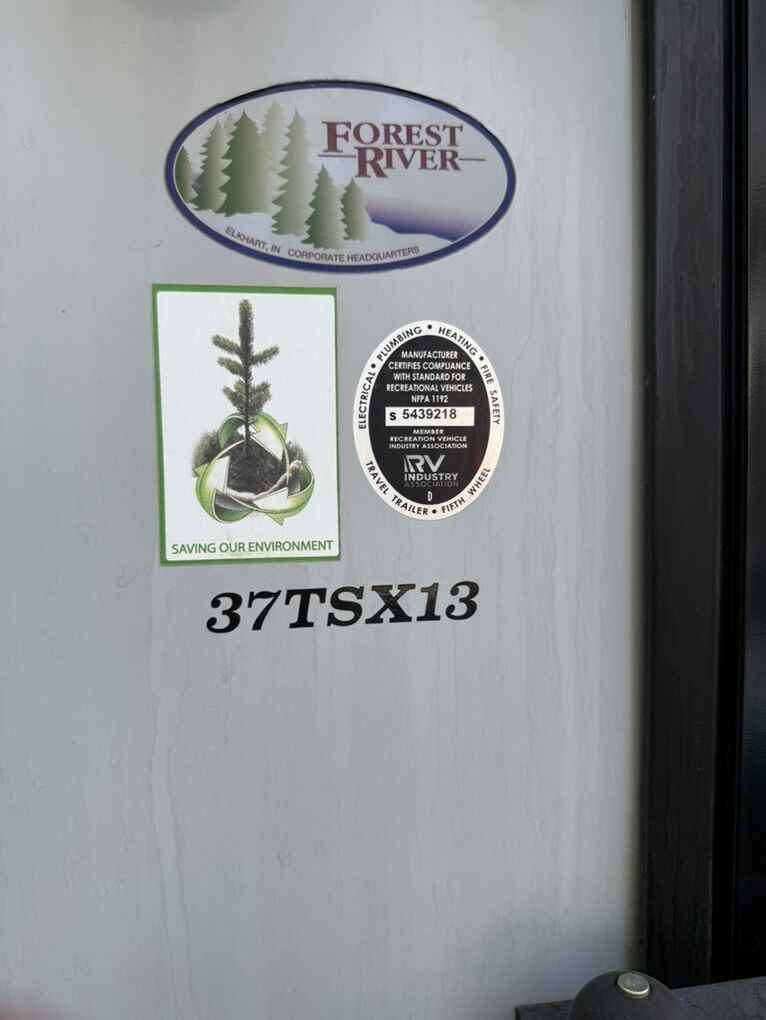 FOREST
RIVER
ELKHART, IN CORPORATE HEADQUARTERS
SAVING OUR ENVIRONMENT
ELECTRICAL • PLUMBING • HEATING • FIRE SAFETY
MANUFACTURER
CERTIFIES COMPLIANCE
WITH STANDARD FOR
RECREATIONAL VEHICLES
NFPA 1192
S 5439218
MEMBER
RECREATION VEHICLE
INDUSTRY ASSOCIATION
RV
INDUSTRY
ASSOCIATION
D
TRAVEL TRAILER • FIFTH WHEEL
37TSX13